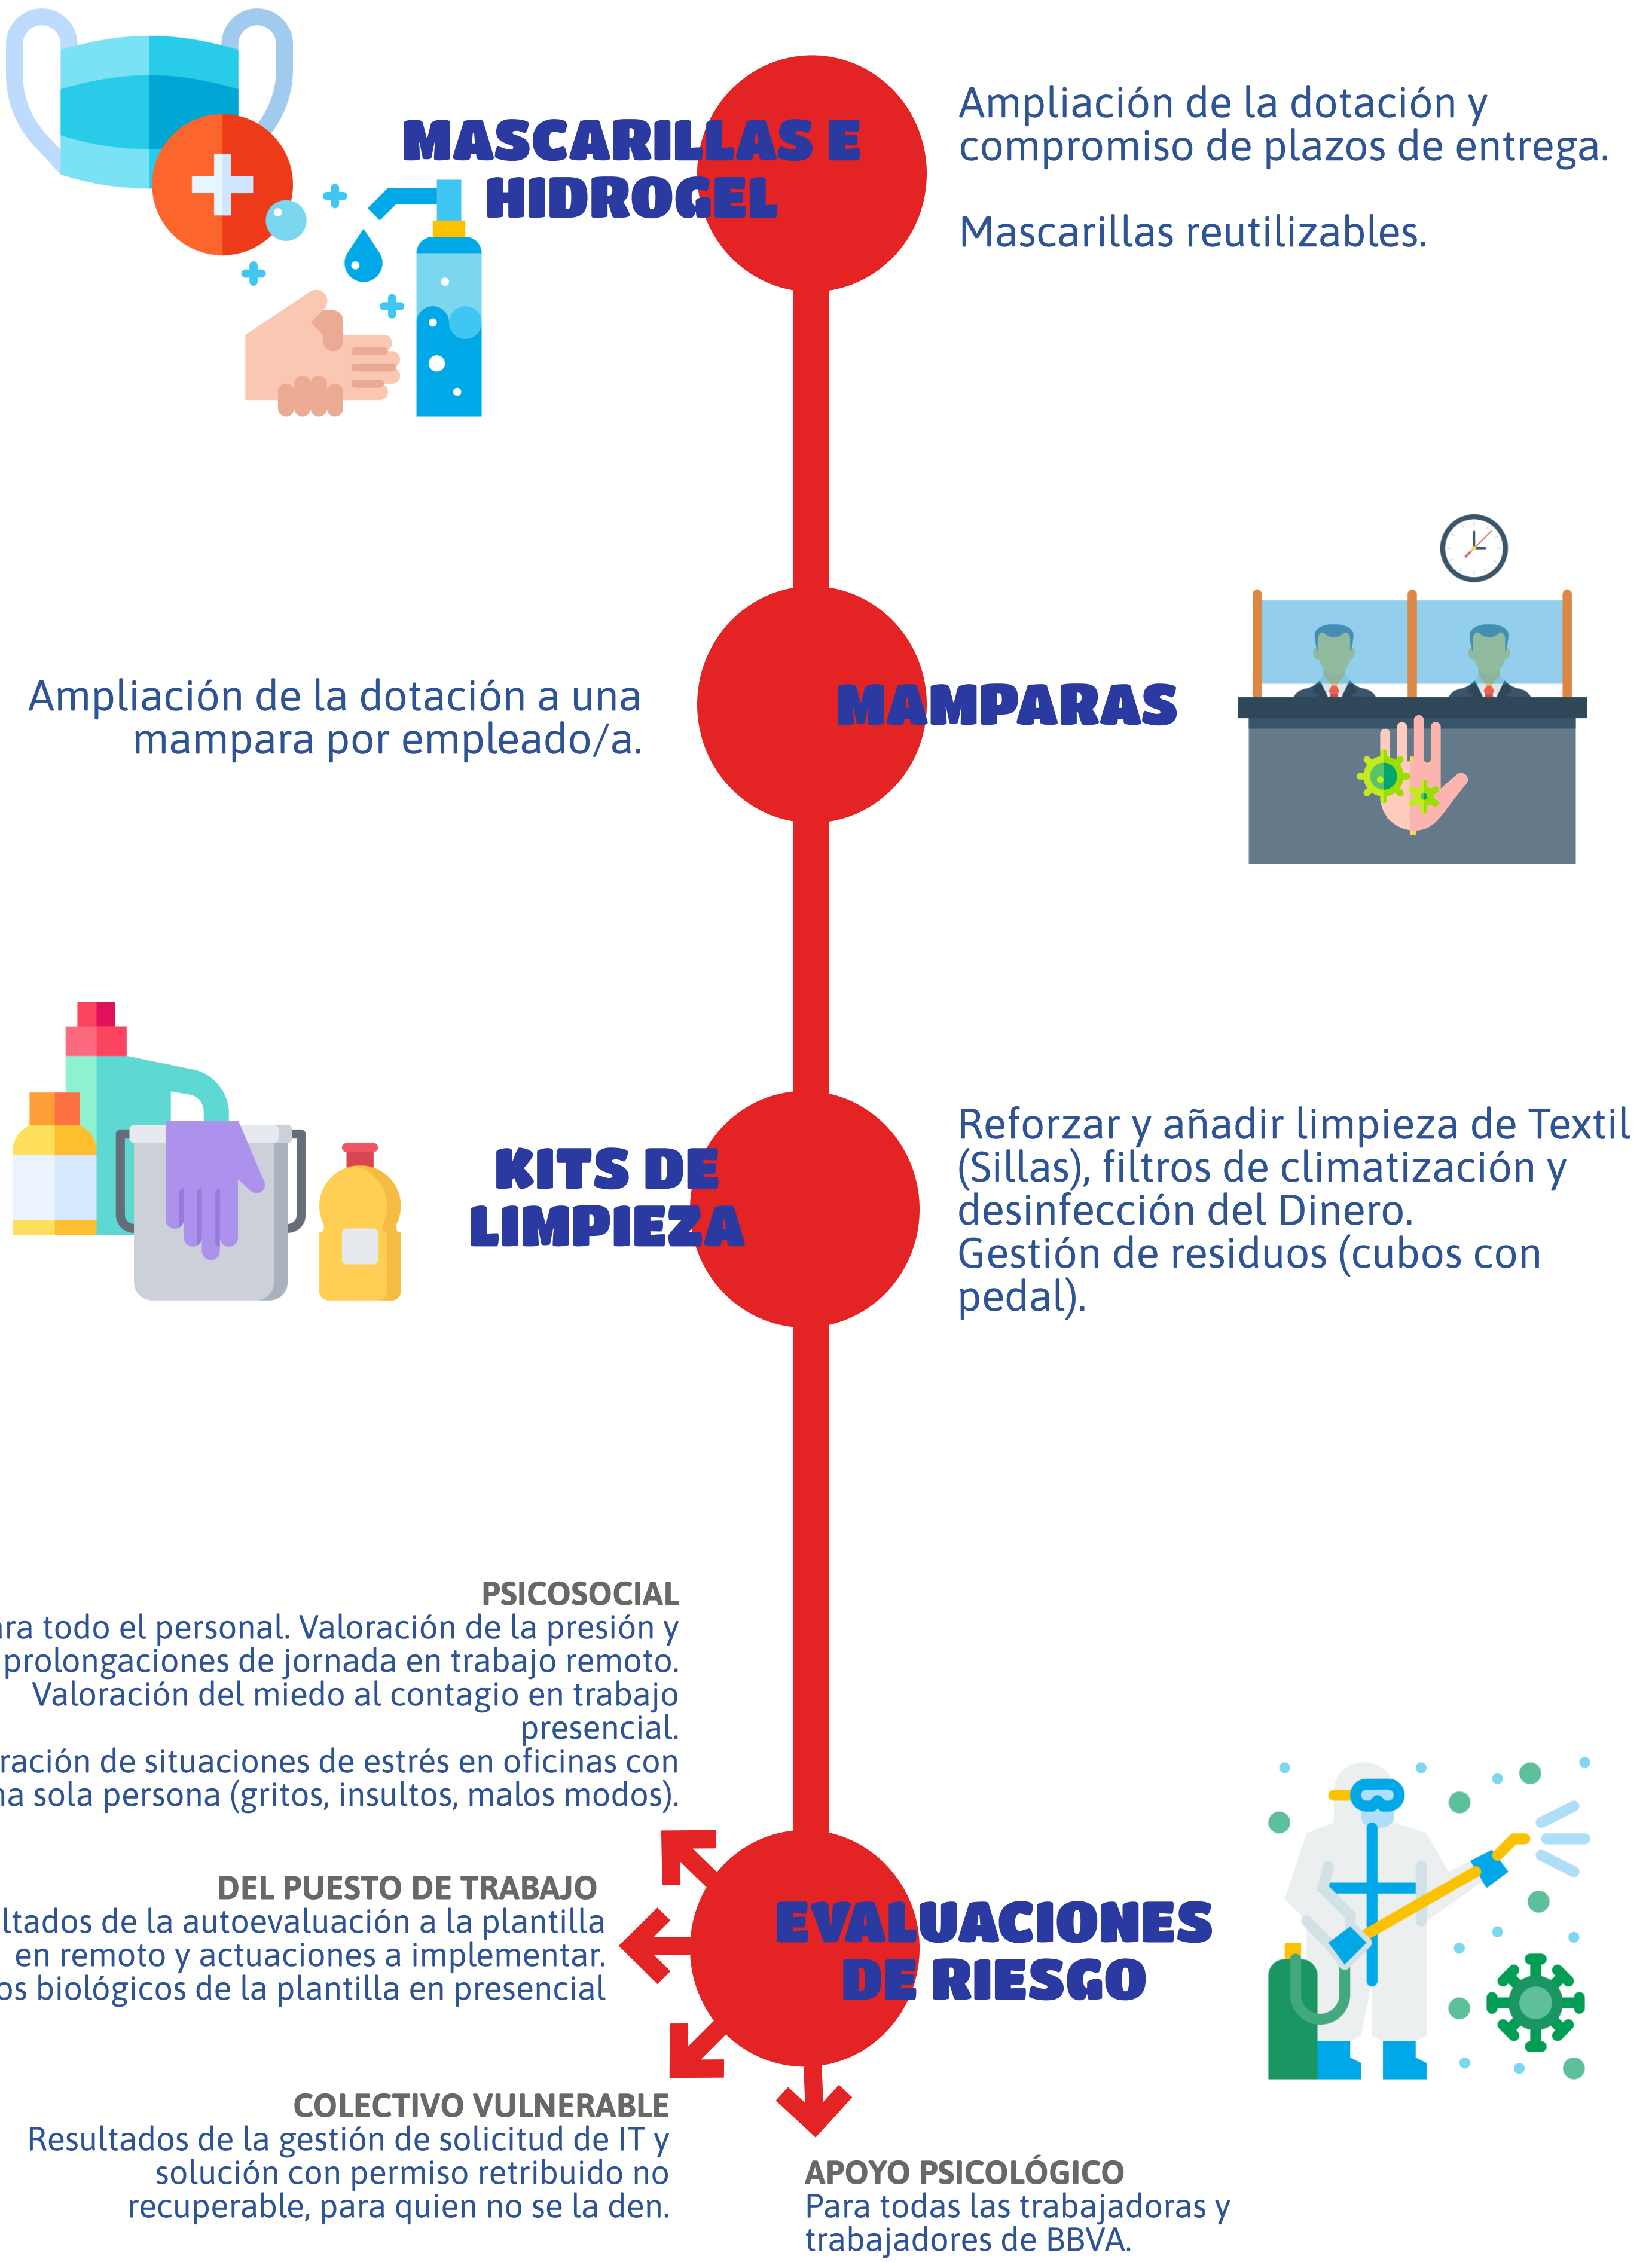 MASCARILLAS E
HIDROGEL
Ampliación de la dotación y
compromiso de plazos de entrega.
Mascarillas reutilizables.
Ampliación de la dotación a una
mampara por empleado/a.
MAMPARAS
KITS DE
LIMPIEZA
Reforzar y añadir limpieza de Textil
(Sillas), filtros de climatización y
desinfección del Dinero.
Gestión de residuos (cubos con
pedal).
PSICOSOCIAL
todo el personal. Valoración de la presión y
prolongaciones de jornada en trabajo remoto.
Valoración del miedo al contagio en trabajo
presencial.
de situaciones de estrés en oficinas con
sola persona (gritos, insultos, malos modos).
DEL PUESTO DE TRABAJO
de la autoevaluación a la plantilla
en remoto y actuaciones a implementar.
biológicos de la plantilla en presencial
EVALUACIONES
DE RIESGO
COLECTIVO VULNERABLE
Resultados de la gestión de solicitud de IT y
solución con permiso retribuido no
recuperable, para quien no se la den.
APOYO PSICOLÓGICO
Para todas las trabajadoras y
trabajadores de BBVA.